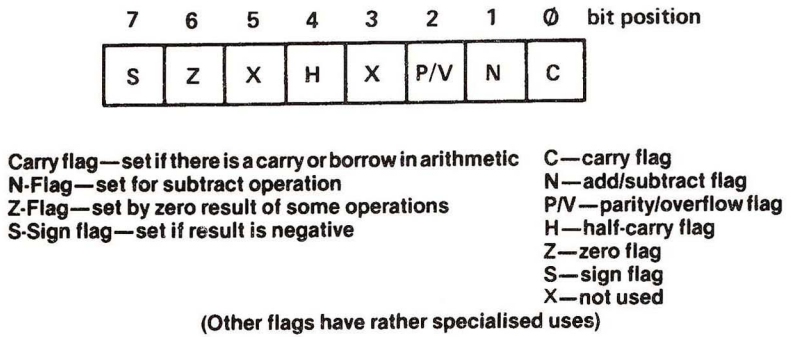 7 6 5 4 3 2 1 Ø bit position
S Z X H X P/V N C
Carry flag—set if there is a carry or borrow in arithmetic
N-Flag—set for subtract operation
Z-Flag—set by zero result of some operations
S-Sign flag—set if result is negative
C—carry flag
N—add/subtract flag
P/V—parity/overflow flag
H—half-carry flag
Z—zero flag
S—sign flag
X—not used
(Other flags have rather specialised uses)